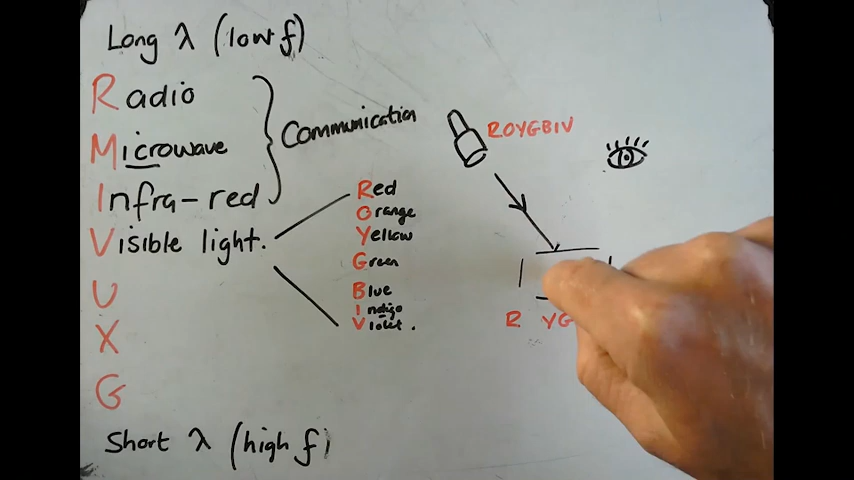 Long λ (low f)
Radio
Microwave
Infra-red
Communication
Visible light.
U
X
G
Short λ (high f)
Red
Orange
Yellow
Green
Blue
Indigo
Violet.
ROYGBIV
R YG